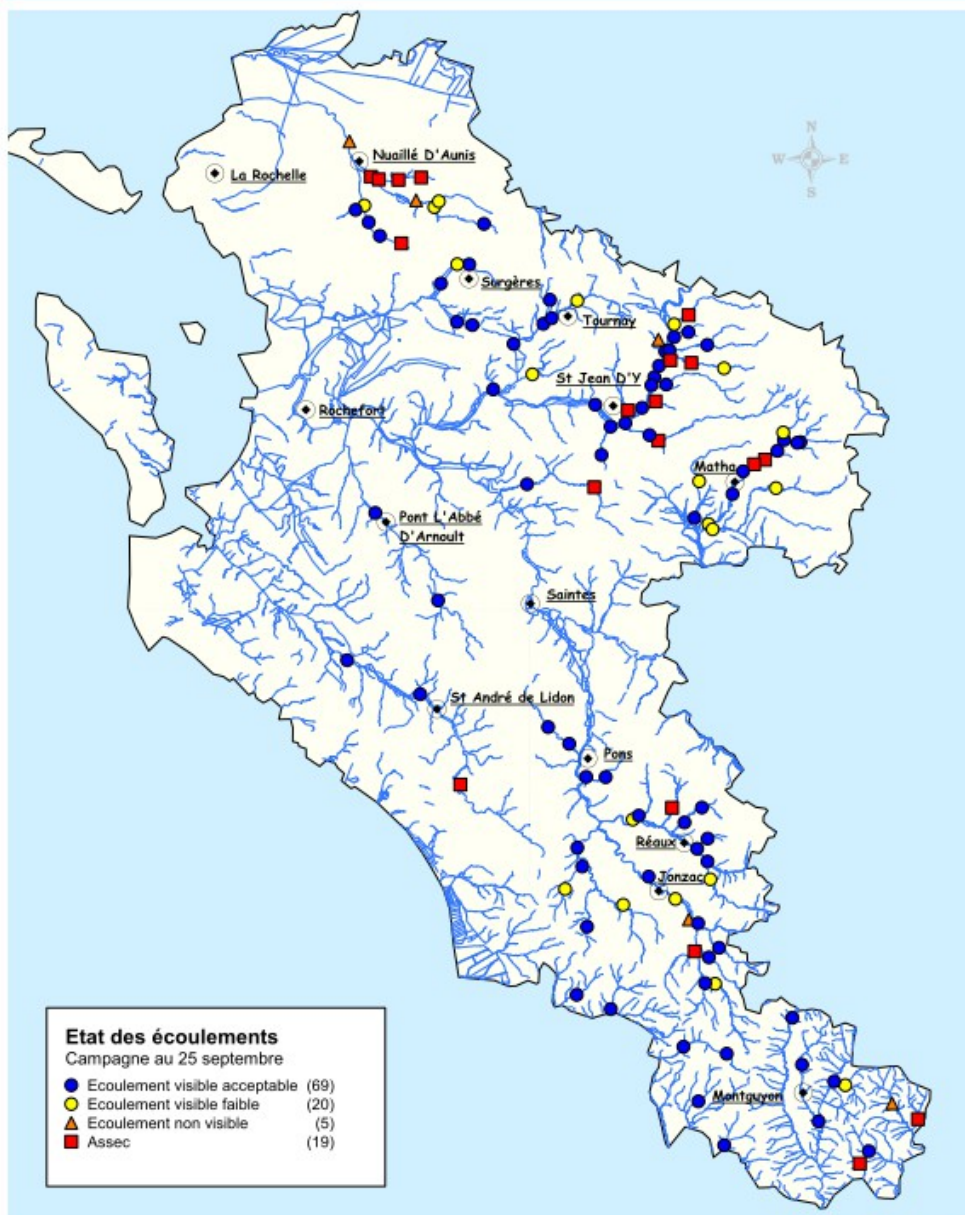 N
W E
S
Nuaillé D'Aunis
La Rochelle
Surgères
Tournay
St Jean D'Y
Rochefort
Matha
Pont L'Abbé
D'Arnoult
Saintes
St André de Lidon
Pons
Réaux
Jonzac
Montguyon
Etat des écoulements
Campagne au 25 septembre
Ecoulement visible acceptable (69)
Ecoulement visible faible (20)
Ecoulement non visible (5)
Assec (19)